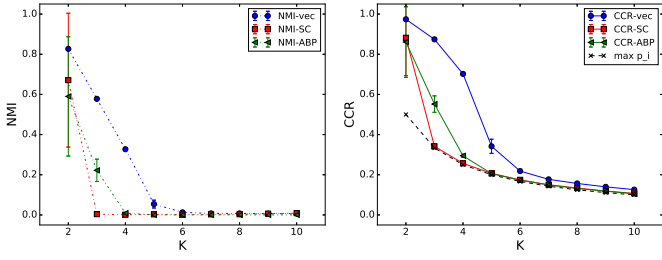 NMI-vec
NMI-SC
NMI-ABP
1.0
0.8
0.6
0.4
0.2
0.0
NMI
2 4 6 8 10
K
CCR-vec
CCR-SC
CCR-ABP
max p_i
1.0
0.8
0.6
0.4
0.2
0.0
CCR
2 4 6 8 10
K